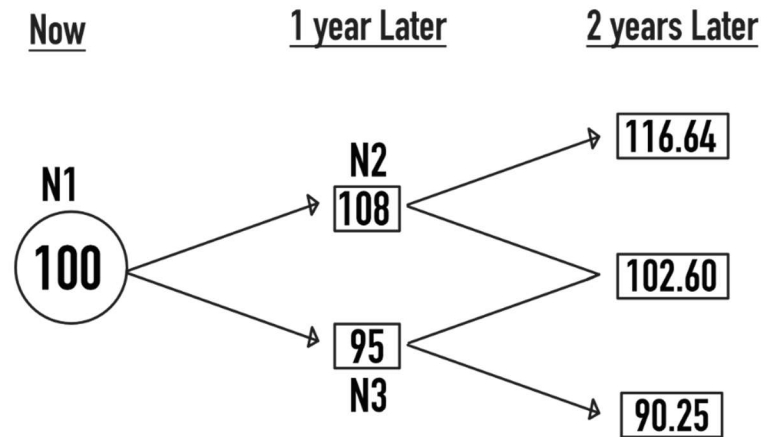 Now
1 year Later
2 years Later
116.64
N2
N1
108
100
102.60
95
N3
90.25